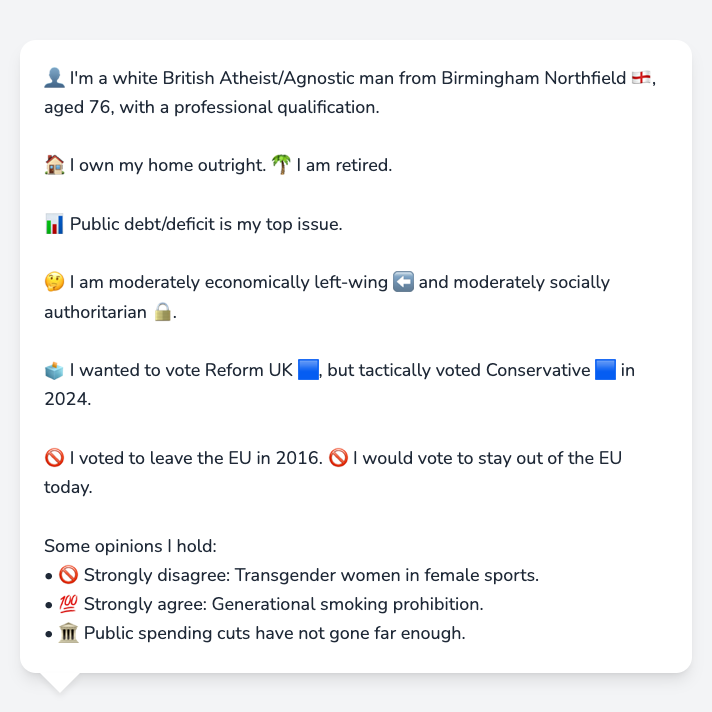 👤 I'm a white British Atheist/Agnostic man from Birmingham Northfield 🏴󠁧󠁢󠁥󠁮󠁧󠁿,
aged 76, with a professional qualification.
🏠 I own my home outright. 🌴 I am retired.
📊 Public debt/deficit is my top issue.
🤔 I am moderately economically left-wing ⬅️ and moderately socially
authoritarian 🔒.
🗳️ I wanted to vote Reform UK 🟦, but tactically voted Conservative 🟦 in
2024.
🚫 I voted to leave the EU in 2016. 🚫 I would vote to stay out of the EU
today.
Some opinions I hold:
• 🚫 Strongly disagree: Transgender women in female sports.
• 💯 Strongly agree: Generational smoking prohibition.
• 🏛️ Public spending cuts have not gone far enough.